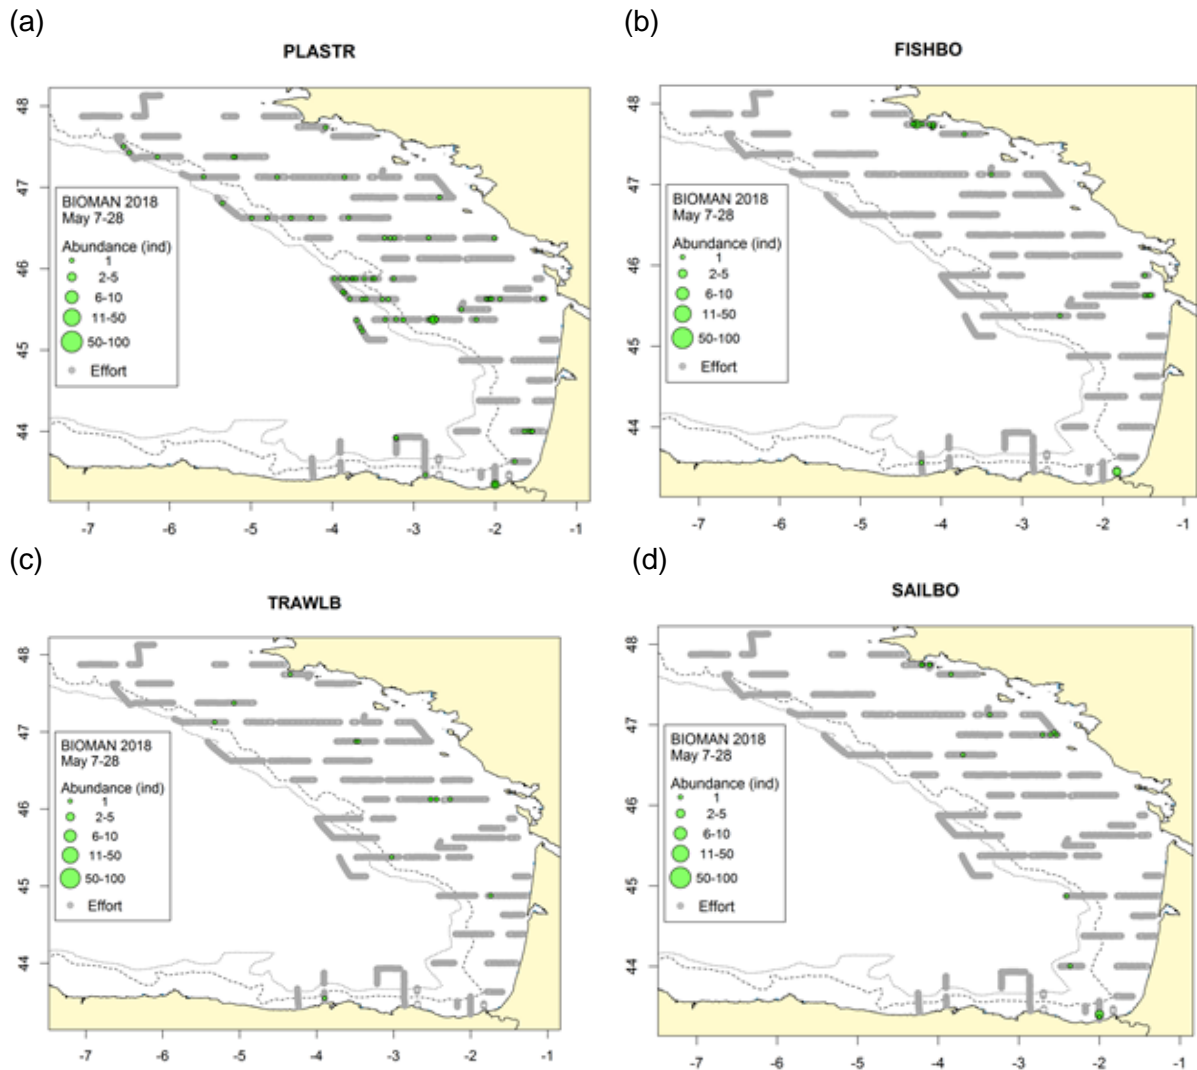 (a)
PLASTR
48
47
46
45
44
BIOMAN 2018
May 7-28
Abundance (ind)
1
2-5
6-10
11-50
50-100
Effort
-7 -6 -5 -4 -3 -2 -1
(b)
FISHBO
48
47
46
45
44
BIOMAN 2018
May 7-28
Abundance (ind)
1
2-5
6-10
11-50
50-100
Effort
-7 -6 -5 -4 -3 -2 -1
(c)
TRAWLB
48
47
46
45
44
BIOMAN 2018
May 7-28
Abundance (ind)
1
2-5
6-10
11-50
50-100
Effort
-7 -6 -5 -4 -3 -2 -1
(d)
SAILBO
48
47
46
45
44
BIOMAN 2018
May 7-28
Abundance (ind)
1
2-5
6-10
11-50
50-100
Effort
-7 -6 -5 -4 -3 -2 -1